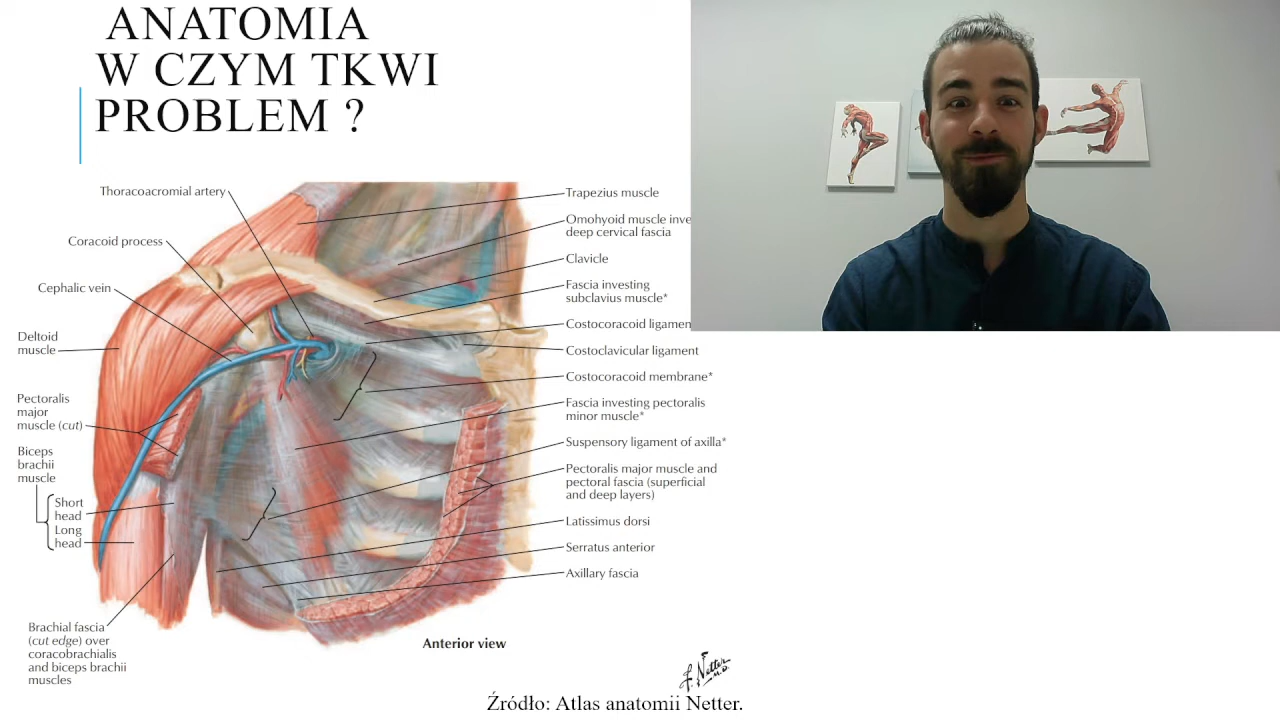 ANATOMIA
W CZYM TKWI
PROBLEM ?
Thoracoacromial artery
Coracoid process
Cephalic vein
Deltoid
muscle
Pectoralis
major
muscle (cut)
Biceps
brachii
muscle
Short
head
Long
head
Brachial fascia
(cut edge) over
coracobrachialis
and biceps brachii
muscles
Trapezius muscle
Omohyoid muscle inve
deep cervical fascia
Clavicle
Fascia investing
subclavius muscle*
Costocoracoid ligamen
Costoclavicular ligament
Costocoracoid membrane*
Fascia investing pectoralis
minor muscle*
Suspensory ligament of axilla*
Pectoralis major muscle and
pectoral fascia (superficial
and deep layers)
Latissimus dorsi
Serratus anterior
Axillary fascia
Anterior view
F. Netter
M.D.
Źródło: Atlas anatomii Netter.